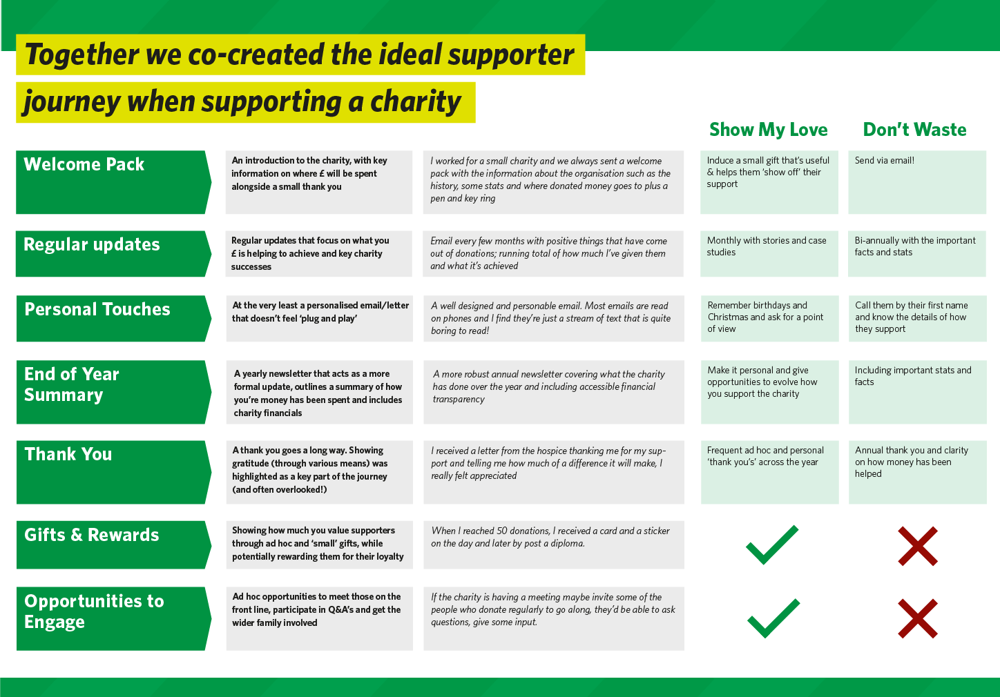 Together we co-created the ideal supporter
journey when supporting a charity
Show My Love
Don't Waste
Welcome Pack
An introduction to the charity, with key
information on where £ will be spent
alongside a small thank you
I worked for a small charity and we always sent a welcome
pack with the information about the organisation such as the
history, some stats and where donated money goes to plus a
pen and key ring
Induce a small gift that's useful
& helps them 'show off' their
support
Send via email!
Regular updates
Regular updates that focus on what you
£ is helping to achieve and key charity
successes
Email every few months with positive things that have come
out of donations; running total of how much I've given them
and what it's achieved
Monthly with stories and case
studies
Bi-annually with the important
facts and stats
Personal Touches
At the very least a personalised email/letter
that doesn't feel 'plug and play'
A well designed and personable email. Most emails are read
on phones and I find they're just a stream of text that is quite
boring to read!
Remember birthdays and
Christmas and ask for a point
of view
Call them by their first name
and know the details of how
they support
End of Year
Summary
A yearly newsletter that acts as a more
formal update, outlines a summary of how
you're money has been spent and includes
charity financials
A more robust annual newsletter covering what the charity
has done over the year and including accessible financial
transparency
Make it personal and give
opportunities to evolve how
you support the charity
Including important stats and
facts
Thank You
A thank you goes a long way. Showing
gratitude (through various means) was
highlighted as a key part of the journey
(and often overlooked!)
I received a letter from the hospice thanking me for my sup-
port and telling me how much of a difference it will make, I
really felt appreciated
Frequent ad hoc and personal
'thank you's' across the year
Annual thank you and clarity
on how money has been
helped
Gifts & Rewards
Showing how much you value supporters
through ad hoc and 'small' gifts, while
potentially rewarding them for their loyalty
When I reached 50 donations, I received a card and a sticker
on the day and later by post a diploma.
Opportunities to
Engage
Ad hoc opportunities to meet those on the
front line, participate in Q&A's and get the
wider family involved
If the charity is having a meeting maybe invite some of the
people who donate regularly to go along, they'd be able to ask
questions, give some input.